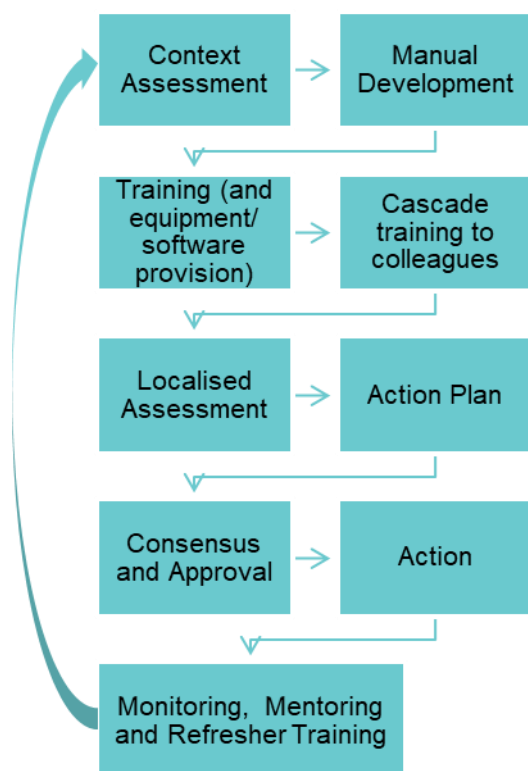 Context
Assessment
Manual
Development
Training (and
equipment/
software
provision)
Cascade
training to
colleagues
Localised
Assessment
Action Plan
Consensus
and Approval
Action
Monitoring, Mentoring
and Refresher Training